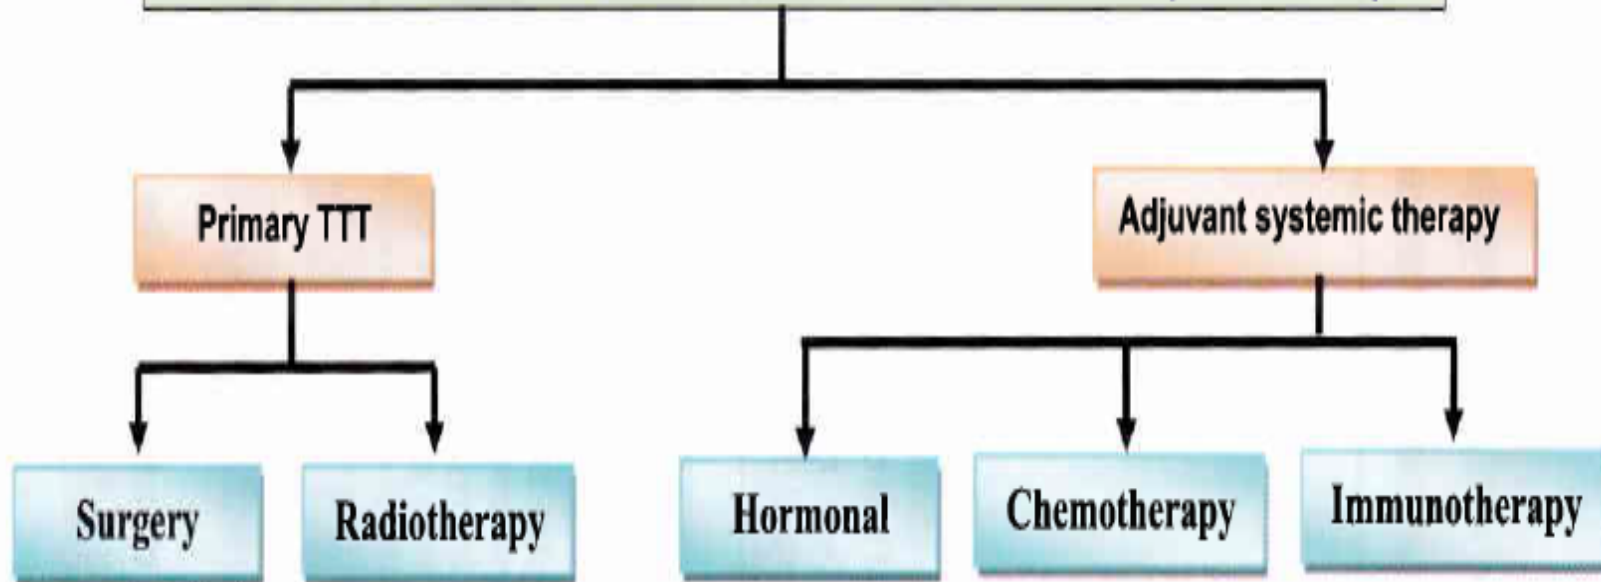 Primary TTT
Adjuvant systemic therapy
Surgery
Radiotherapy
Hormonal
Chemotherapy
Immunotherapy